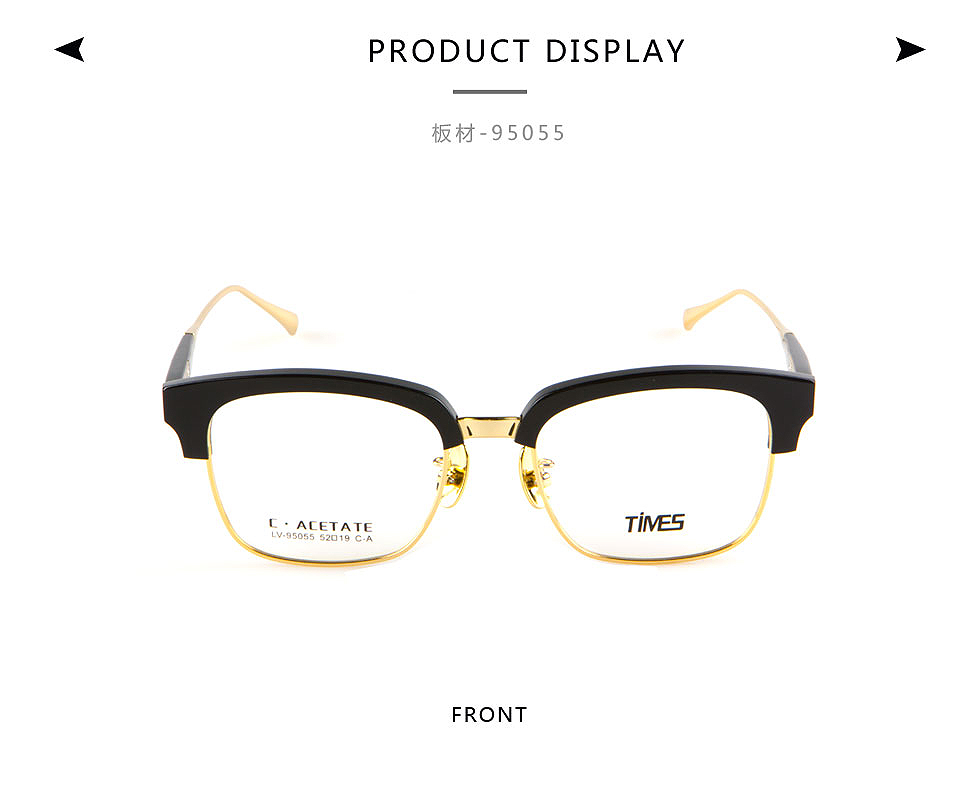 PRODUCT DISPLAY
板材-95055
C · ACETATE
LV-95055 52□19 C-A
TiMES
FRONT